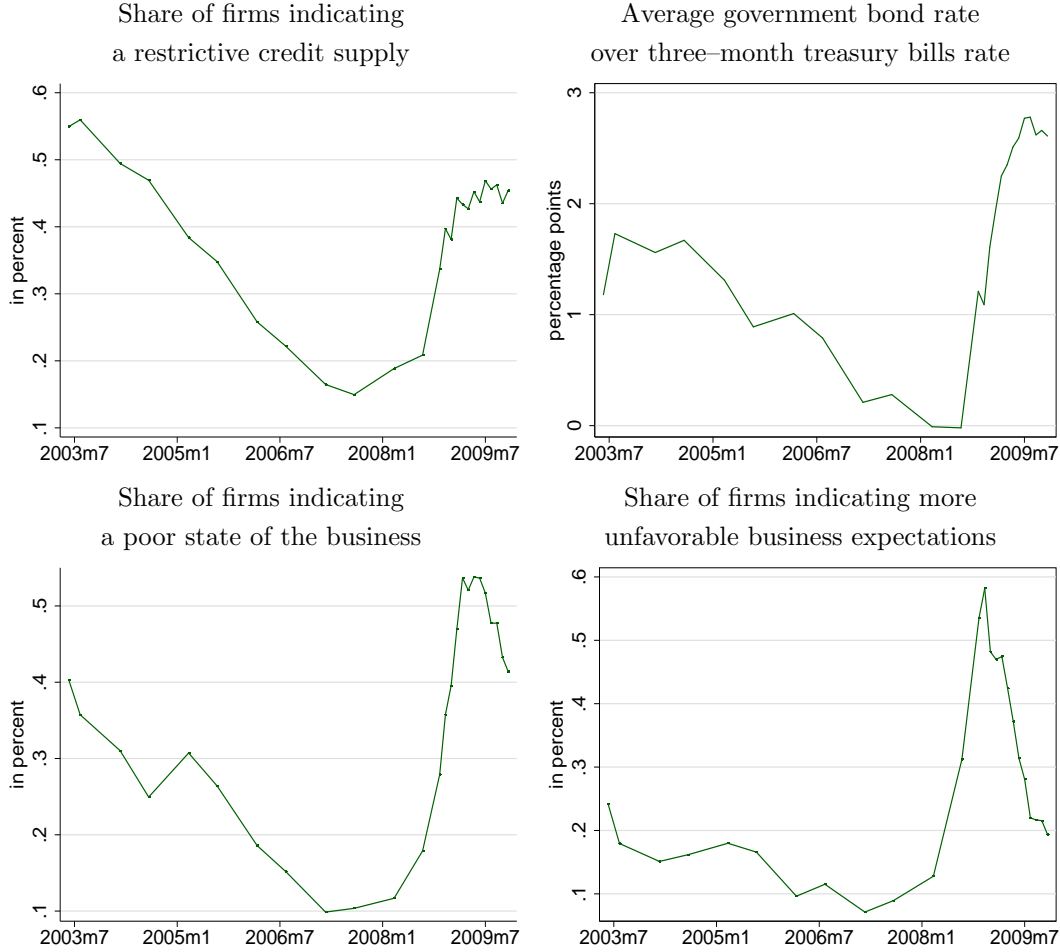 Share of firms indicating
a restrictive credit supply
in percent
.6
.5
.4
.3
.2
.1
2003m7 2005m1 2006m7 2008m1 2009m7
Average government bond rate
over three–month treasury bills rate
percentage points
3
2
1
0
2003m7 2005m1 2006m7 2008m1 2009m7
Share of firms indicating
a poor state of the business
in percent
.5
.4
.3
.2
.1
2003m7 2005m1 2006m7 2008m1 2009m7
Share of firms indicating more
unfavorable business expectations
in percent
.6
.5
.4
.3
.2
.1
2003m7 2005m1 2006m7 2008m1 2009m7